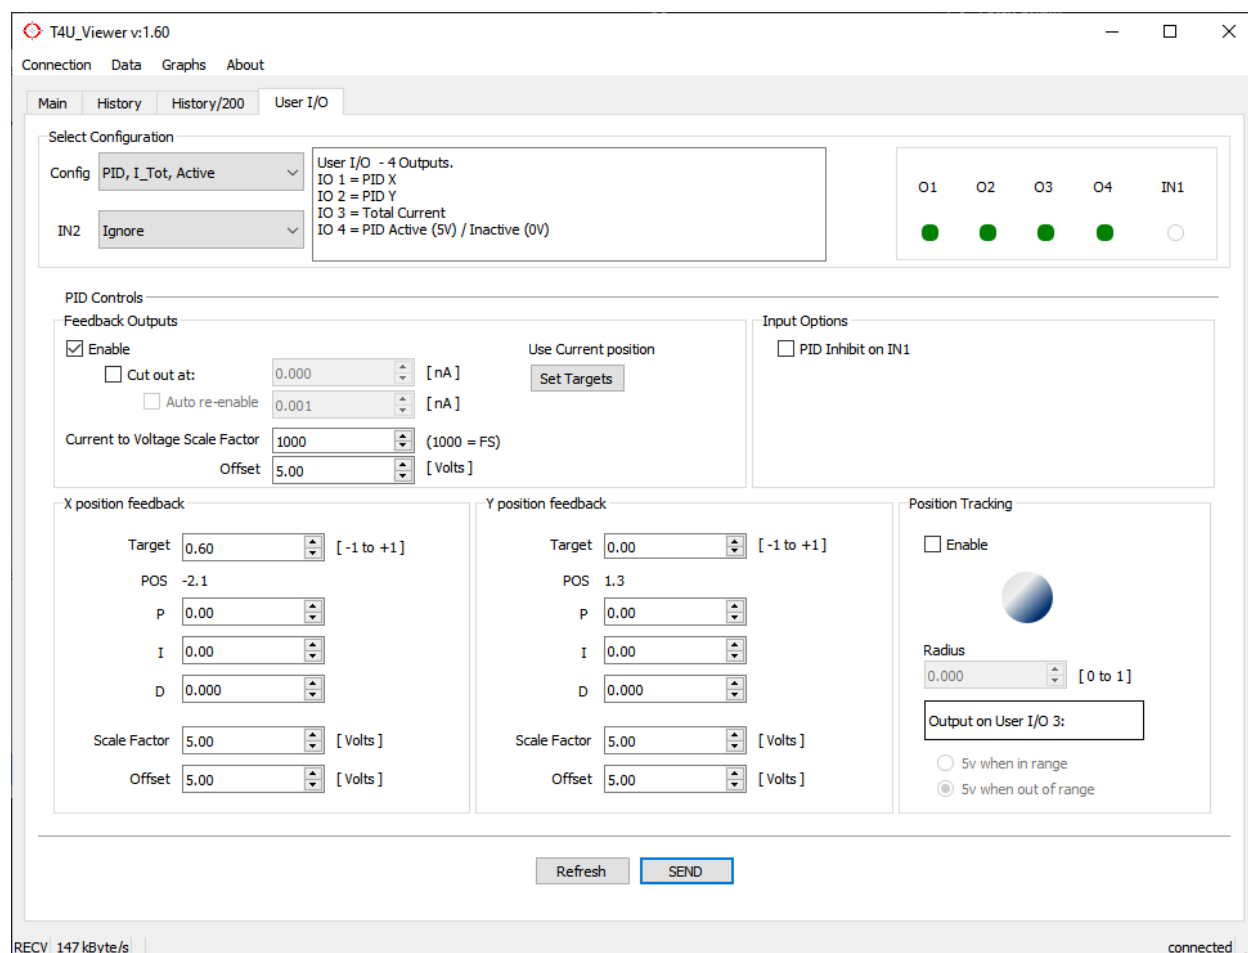 T4U_Viewer v:1.60
Connection Data Graphs About
Main History History/200 User I/O
Select Configuration
Config PID, I_Tot, Active
IN2 Ignore
User I/O - 4 Outputs.
IO 1 = PID X
IO 2 = PID Y
IO 3 = Total Current
IO 4 = PID Active (5V) / Inactive (0V)
O1 O2 O3 O4 IN1
PID Controls
Feedback Outputs
Enable
Cut out at: 0.000 [ nA ]
Auto re-enable 0.001 [ nA ]
Use Current position
Set Targets
Current to Voltage Scale Factor 1000 (1000 = FS)
Offset 5.00 [ Volts ]
Input Options
PID Inhibit on IN1
X position feedback
Target 0.60 [ -1 to +1 ]
POS -2.1
P 0.00
I 0.00
D 0.000
Scale Factor 5.00 [ Volts ]
Offset 5.00 [ Volts ]
Y position feedback
Target 0.00 [ -1 to +1 ]
POS 1.3
P 0.00
I 0.00
D 0.000
Scale Factor 5.00 [ Volts ]
Offset 5.00 [ Volts ]
Position Tracking
Enable
Radius
0.000 [ 0 to 1 ]
Output on User I/O 3:
5v when in range
5v when out of range
Refresh SEND
RECV 147 kByte/s connected